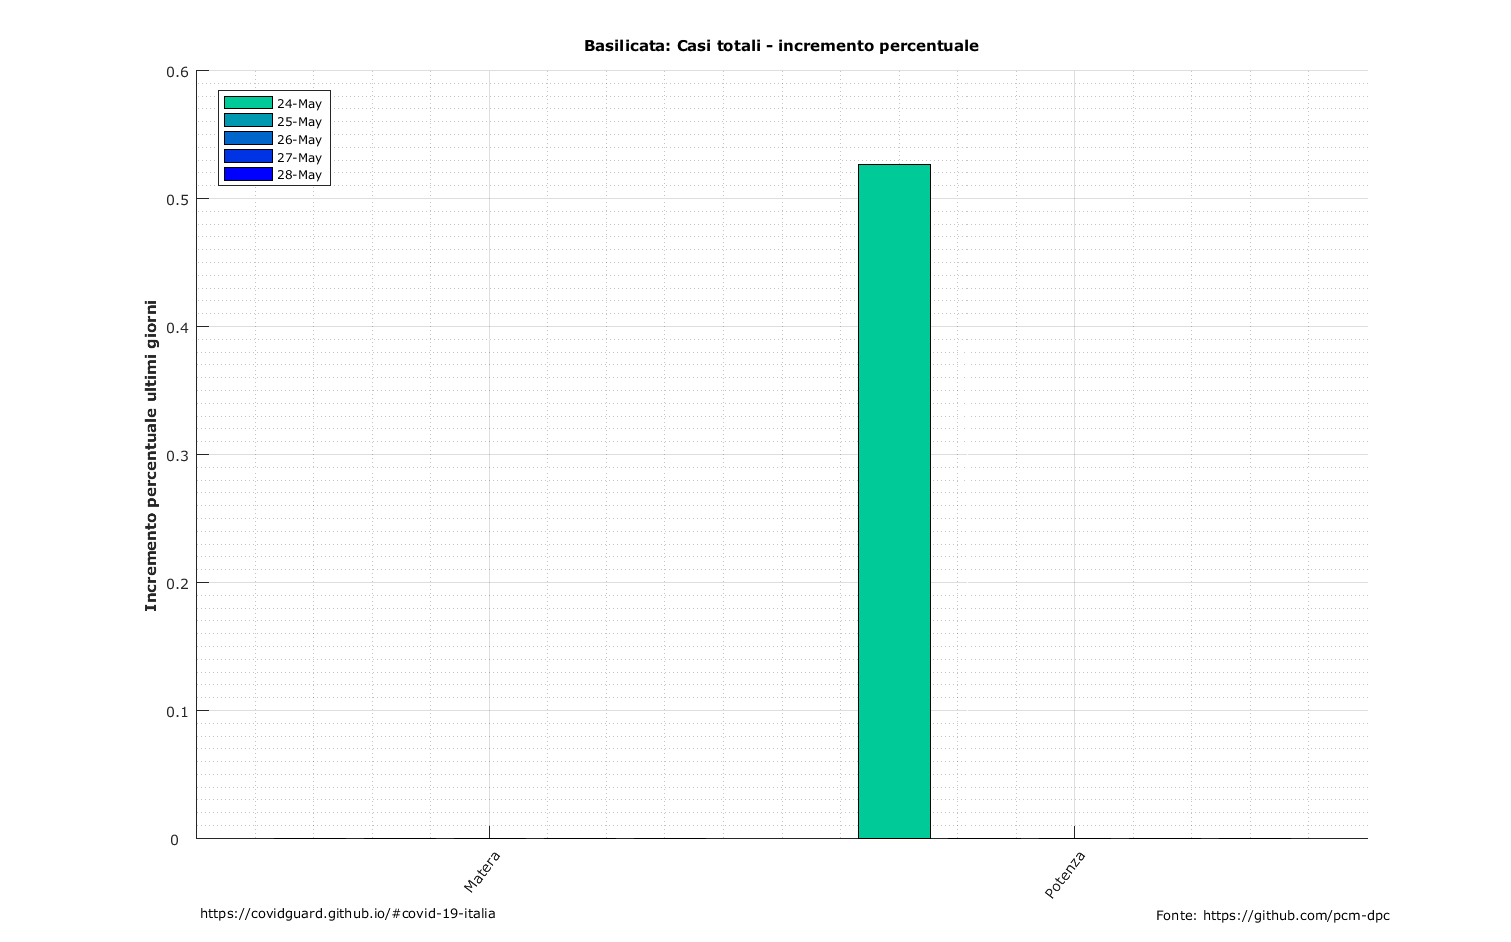 Basilicata: Casi totali - incremento percentuale
0.6
24-May
25-May
26-May
27-May
28-May
0.5
0.4
0.3
0.2
0.1
0
Incremento percentuale ultimi giorni
Matera
Potenza
https://covidguard.github.io/#covid-19-italia
Fonte: https://github.com/pcm-dpc